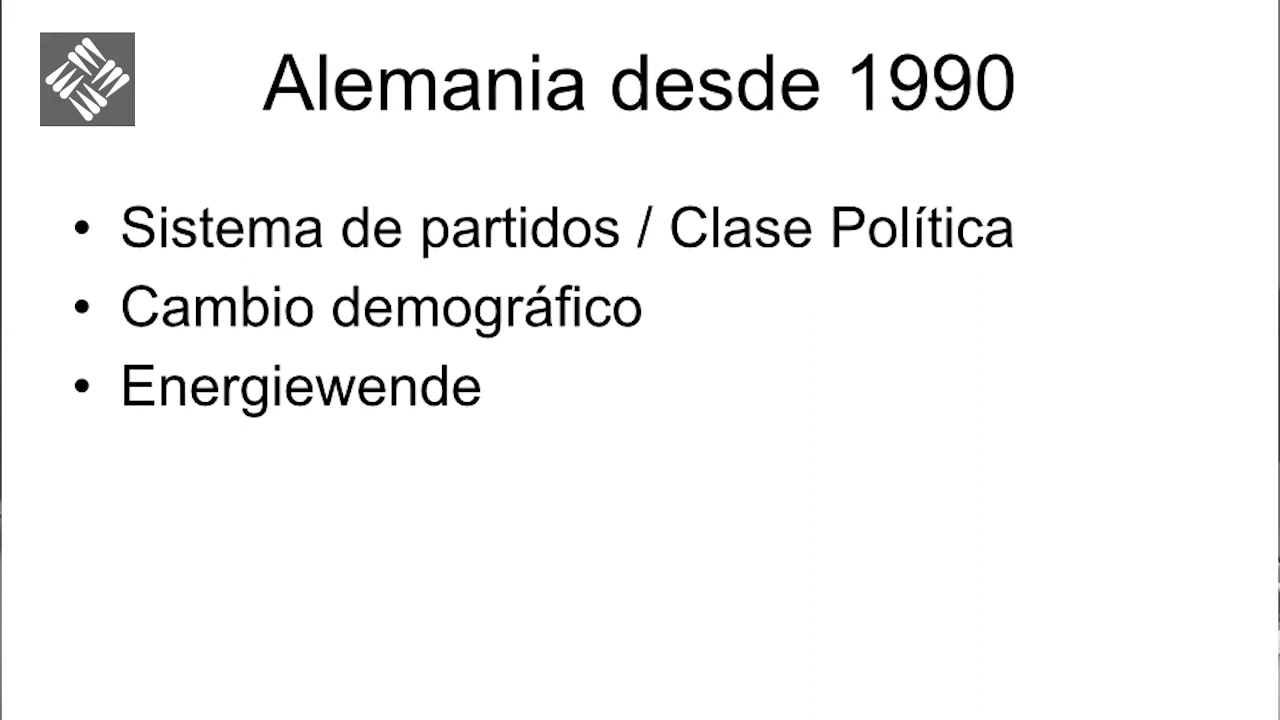 Alemania desde 1990
• Sistema de partidos / Clase Política
• Cambio demográfico
• Energiewende